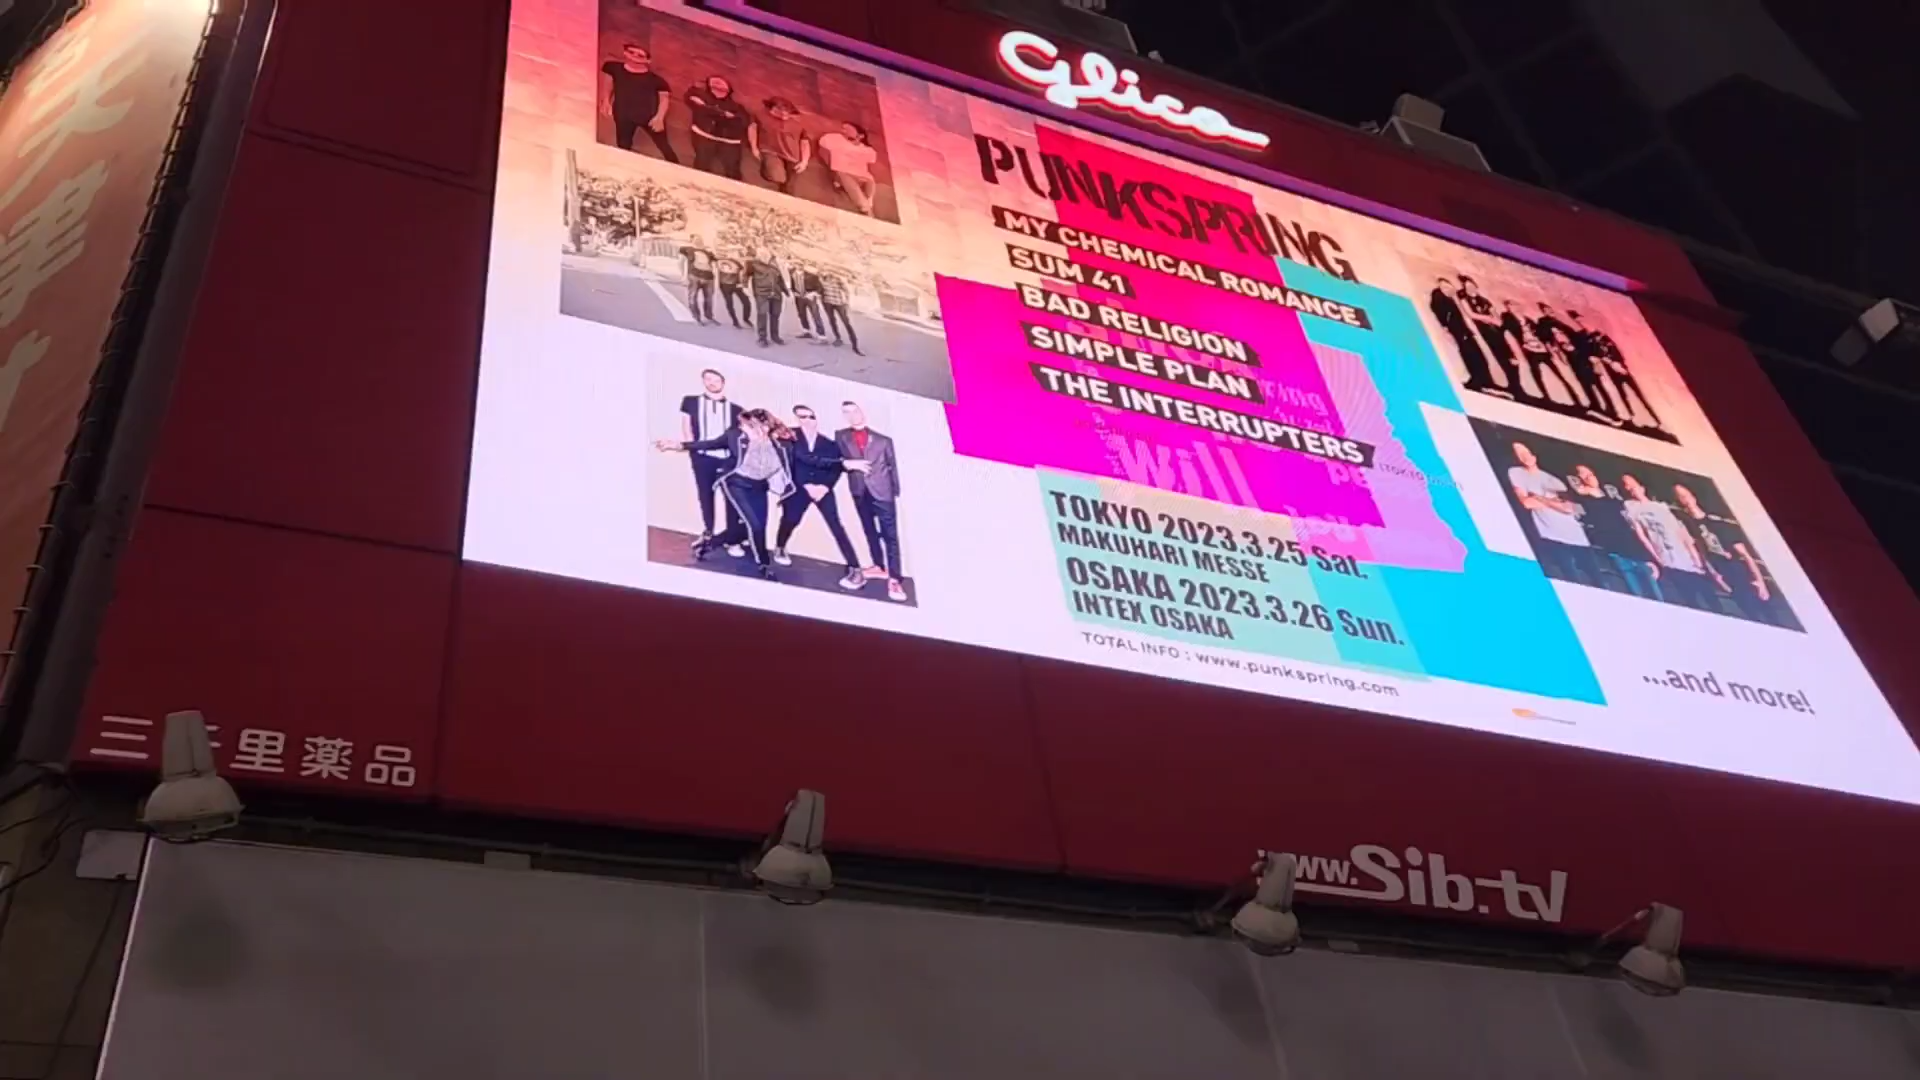 Glico
PUNKSPRING
MY CHEMICAL ROMANCE
SUM 41
BAD RELIGION
SIMPLE PLAN
THE INTERRUPTERS
TOKYO 2023.3.25 Sat.
MAKUHARI MESSE
OSAKA 2023.3.26 Sun.
INTEX OSAKA
TOTAL INFO : www.punkspring.com
...and more!
三千里薬品
www.Sib.tv